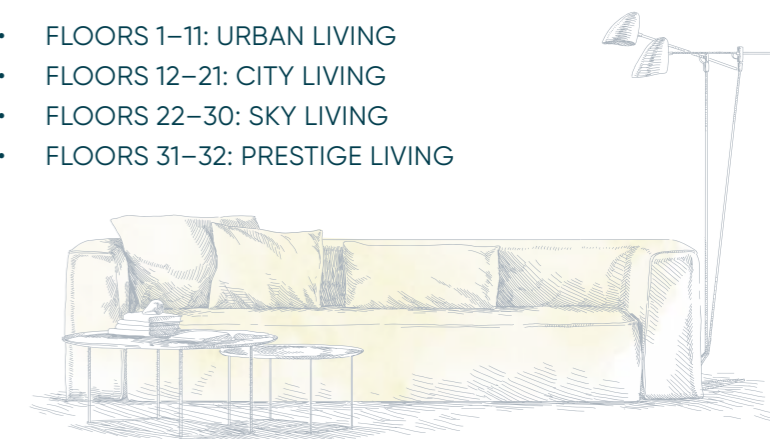 • FLOORS 1–11: URBAN LIVING
• FLOORS 12–21: CITY LIVING
• FLOORS 22–30: SKY LIVING
• FLOORS 31–32: PRESTIGE LIVING